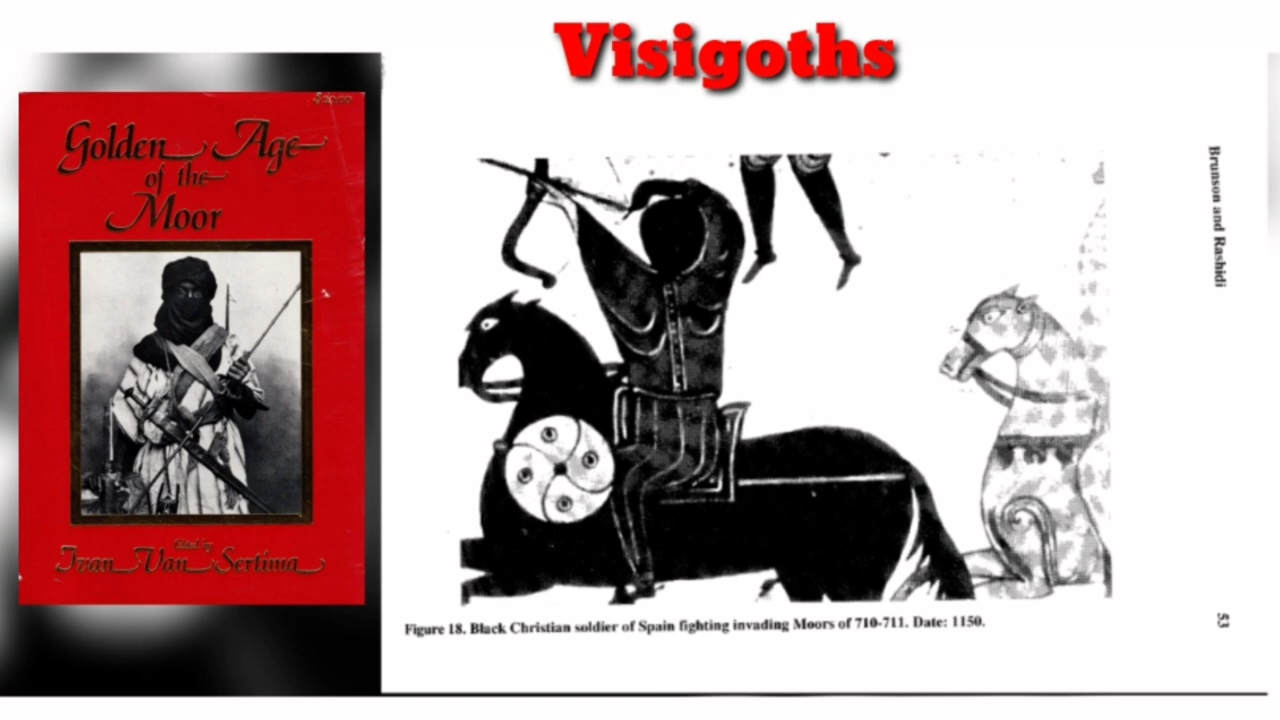 Visigoths
Golden Age
of the
Moor
Edited by
Ivan Van Sertima
Brunson and Rashidi
Figure 18. Black Christian soldier of Spain fighting invading Moors of 710-711. Date: 1150.
53